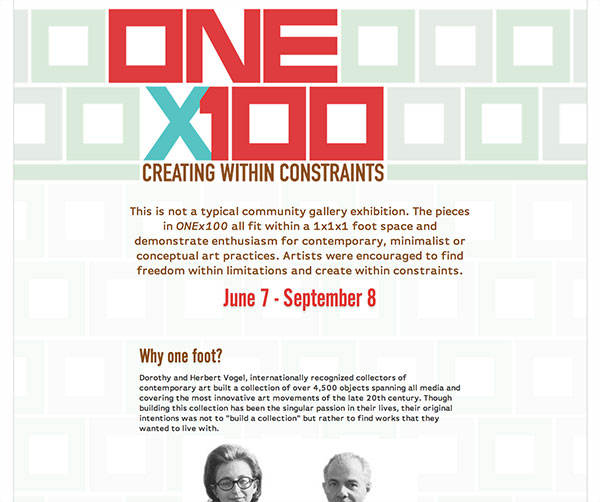 ONE
X100
CREATING WITHIN CONSTRAINTS
This is not a typical community gallery exhibition. The pieces
in ONEx100 all fit within a 1x1x1 foot space and
demonstrate enthusiasm for contemporary, minimalist or
conceptual art practices. Artists were encouraged to find
freedom within limitations and create within constraints.
June 7 - September 8
Why one foot?
Dorothy and Herbert Vogel, internationally recognized collectors of
contemporary art built a collection of over 4,500 objects spanning all media and
covering the most innovative art movements of the late 20th century. Though
building this collection has been the singular passion in their lives, their original
intentions was not to "build a collection" but rather to find works that they
wanted to live with.